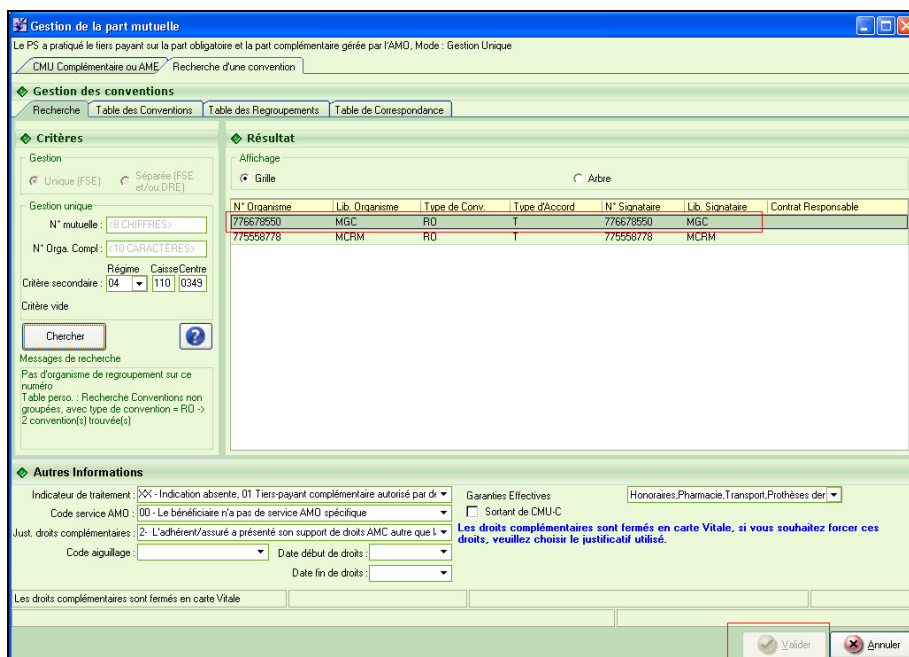 Gestion de la part mutuelle
Le PS a pratiqué le tiers payant sur la part obligatoire et la part complémentaire gérée par l'AMO, Mode : Gestion Unique
CMU Complémentaire ou AME Recherche d'une convention
Gestion des conventions
Recherche Table des Conventions Table des Regroupements Table de Correspondance
Critères
Gestion
Unique (FSE) Séparée (FSE et/ou DRE)
Gestion unique
N° mutuelle : <8 CHIFFRES>
N° Orga. Compl : <10 CARACTÈRES>
Régime Caisse Centre
Critère secondaire : 04 110 0349
Critère vide
Chercher
Messages de recherche
Pas d'organisme de regroupement sur ce
numéro
Table perso. : Recherche Conventions non
groupées, avec type de convention = RO ->
2 convention(s) trouvée(s)
Résultat
Affichage
Grille Arbre
N° Organisme Lib. Organisme Type de Conv. Type d'Accord N° Signataire Lib. Signataire Contrat Responsable
776678550 MGC RO T 776678550 MGC
775558778 MCRM RO T 775558778 MCRM
Autres Informations
Indicateur de traitement : XX - Indication absente, 01 Tiers-payant complémentaire autorisé par de
Code service AMO : 00 - Le bénéficiaire n'a pas de service AMO spécifique
Just. droits complémentaires : 2- L'adhérent/assuré a présenté son support de droits AMC autre que l
Code aiguillage : Date début de droits :
Date fin de droits :
Garanties Effectives Honoraires,Pharmacie,Transport,Prothèses der
Sortant de CMU-C
Les droits complémentaires sont fermés en carte Vitale, si vous souhaitez forcer ces
droits, veuillez choisir le justificatif utilisé.
Les droits complémentaires sont fermés en carte Vitale
Valider Annuler